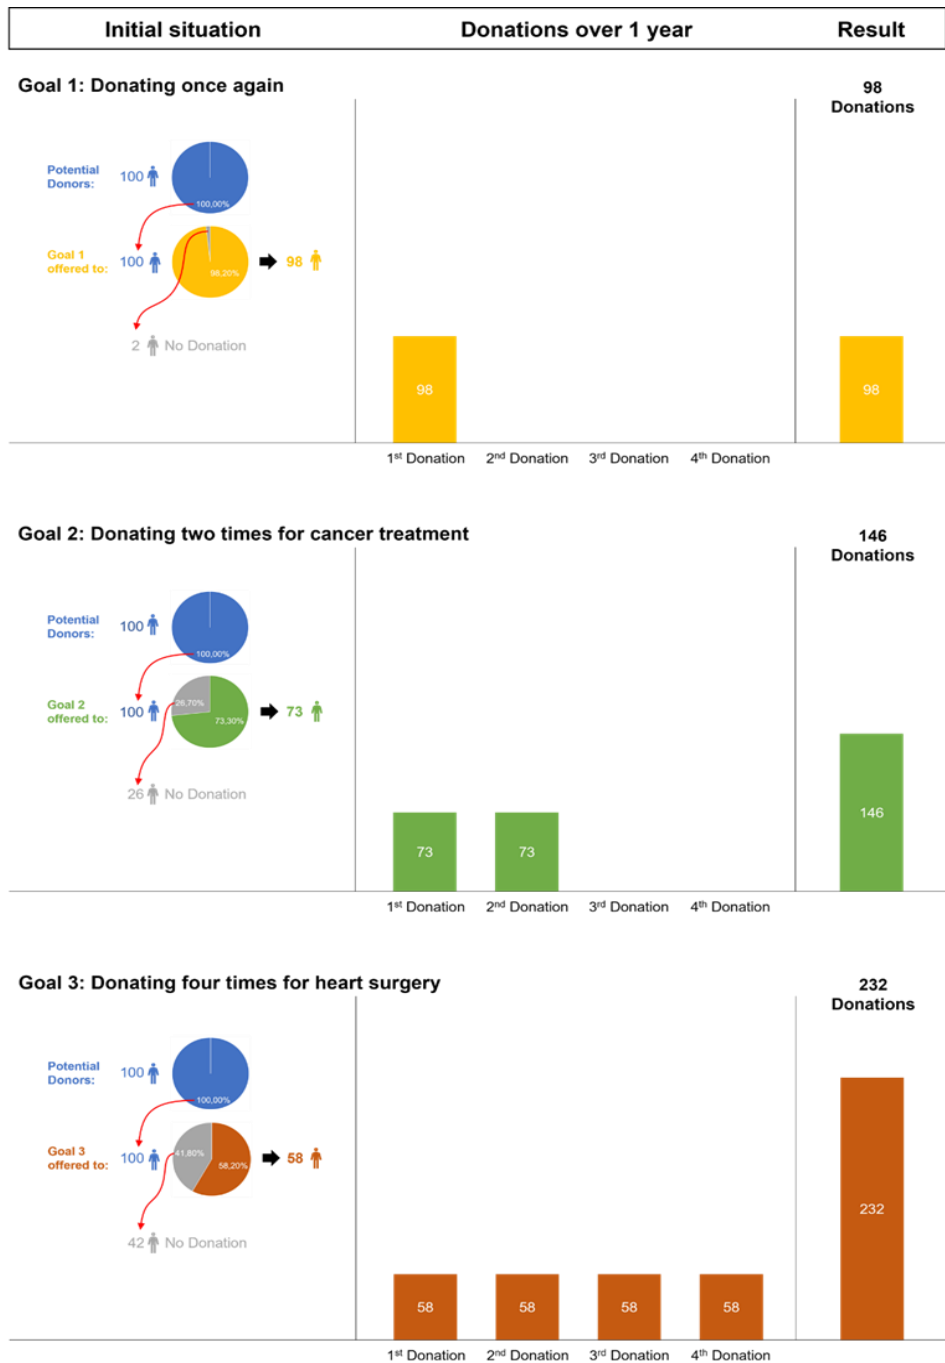 Initial situation Donations over 1 year Result
Goal 1: Donating once again
98
Donations
Potential
Donors:
100
100,00%
Goal 1
offered to:
100
98,20%
98
2 No Donation
98
98
1st Donation 2nd Donation 3rd Donation 4th Donation
Goal 2: Donating two times for cancer treatment
146
Donations
Potential
Donors:
100
100,00%
Goal 2
offered to:
100
26,70%
73,30%
73
26 No Donation
73
73
146
1st Donation 2nd Donation 3rd Donation 4th Donation
Goal 3: Donating four times for heart surgery
232
Donations
Potential
Donors:
100
100,00%
Goal 3
offered to:
100
41,80%
58,20%
58
42 No Donation
58
58
58
58
232
1st Donation 2nd Donation 3rd Donation 4th Donation